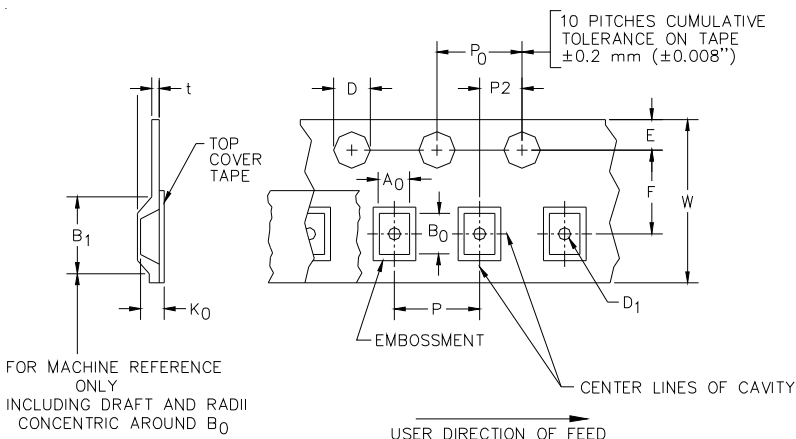 10 PITCHES CUMULATIVE
TOLERANCE ON TAPE
±0.2 mm (±0.008")
P0
P2
D
t
E
TOP
COVER
TAPE
A0
F
W
B1
B0
K0
P
D1
EMBOSSMENT
FOR MACHINE REFERENCE
ONLY
INCLUDING DRAFT AND RADII
CONCENTRIC AROUND B0
CENTER LINES OF CAVITY
USER DIRECTION OF FEED